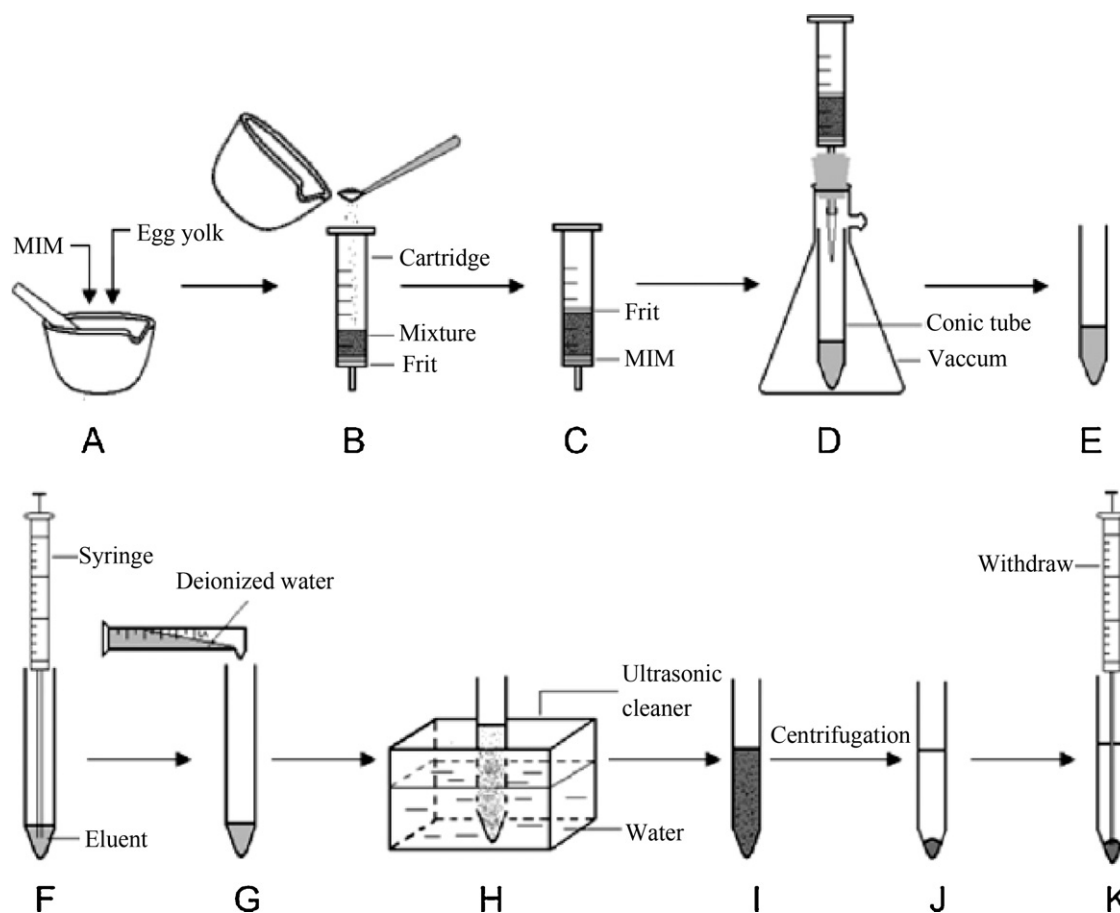 MIM
Egg yolk
Cartridge
Mixture
Frit
Frit
MIM
Conic tube
Vaccum
A
B
C
D
E
Syringe
Deionized water
Eluent
Ultrasonic
cleaner
Water
Centrifugation
Withdraw
F
G
H
I
J
K